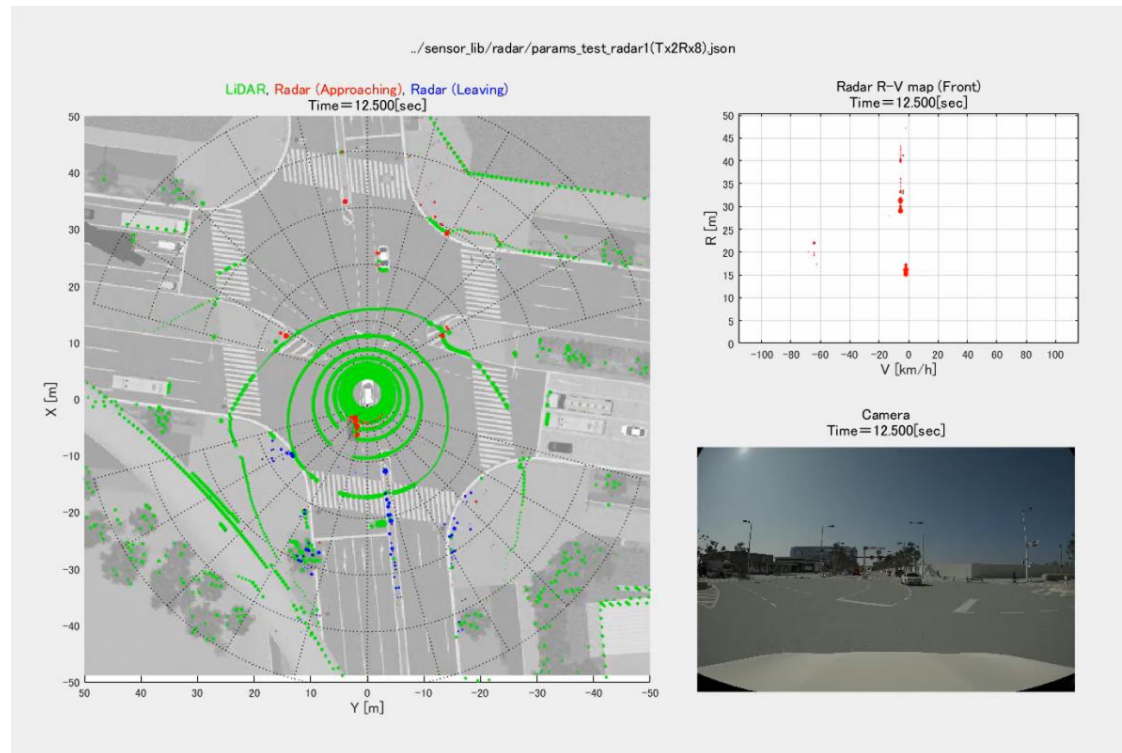 ../sensor_lib/radar/params_test_radar1(Tx2Rx8).json
LiDAR, Radar (Approaching), Radar (Leaving)
Time=12.500[sec]
50
40
30
20
10
0
-10
-20
-30
-40
-50
X [m]
50 40 30 20 10 0 -10 -20 -30 -40 -50
Y [m]
Radar R-V map (Front)
Time=12.500[sec]
50
45
40
35
30
25
20
15
10
5
0
R [m]
-100 -80 -60 -40 -20 0 20 40 60 80 100
V [km/h]
Camera
Time=12.500[sec]